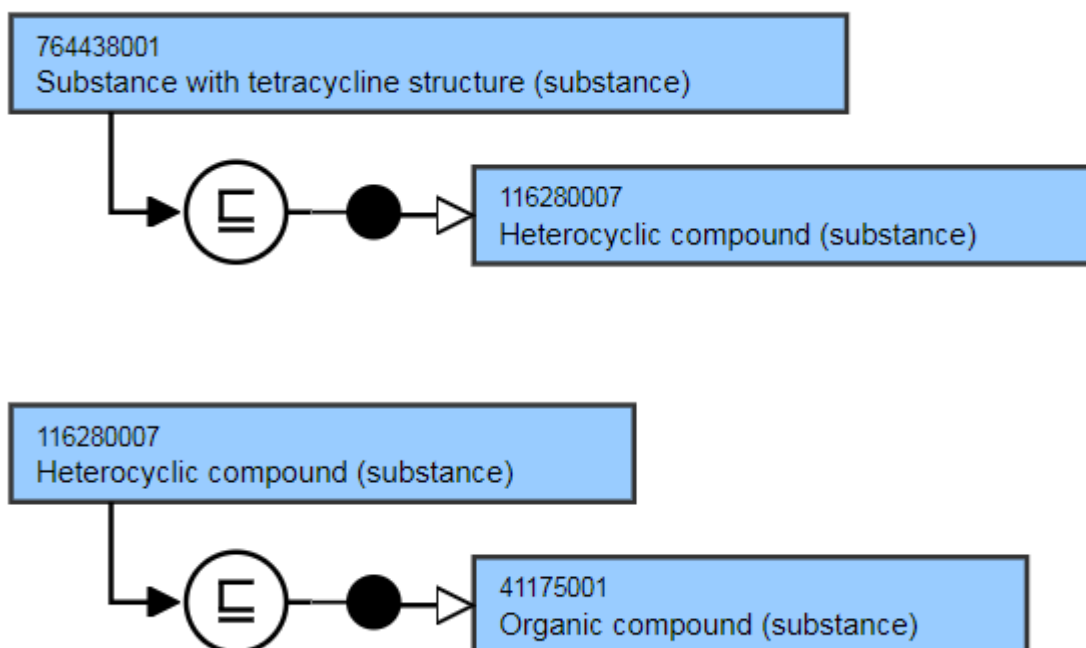 764438001
Substance with tetracycline structure (substance)
⊑
116280007
Heterocyclic compound (substance)
116280007
Heterocyclic compound (substance)
⊑
41175001
Organic compound (substance)